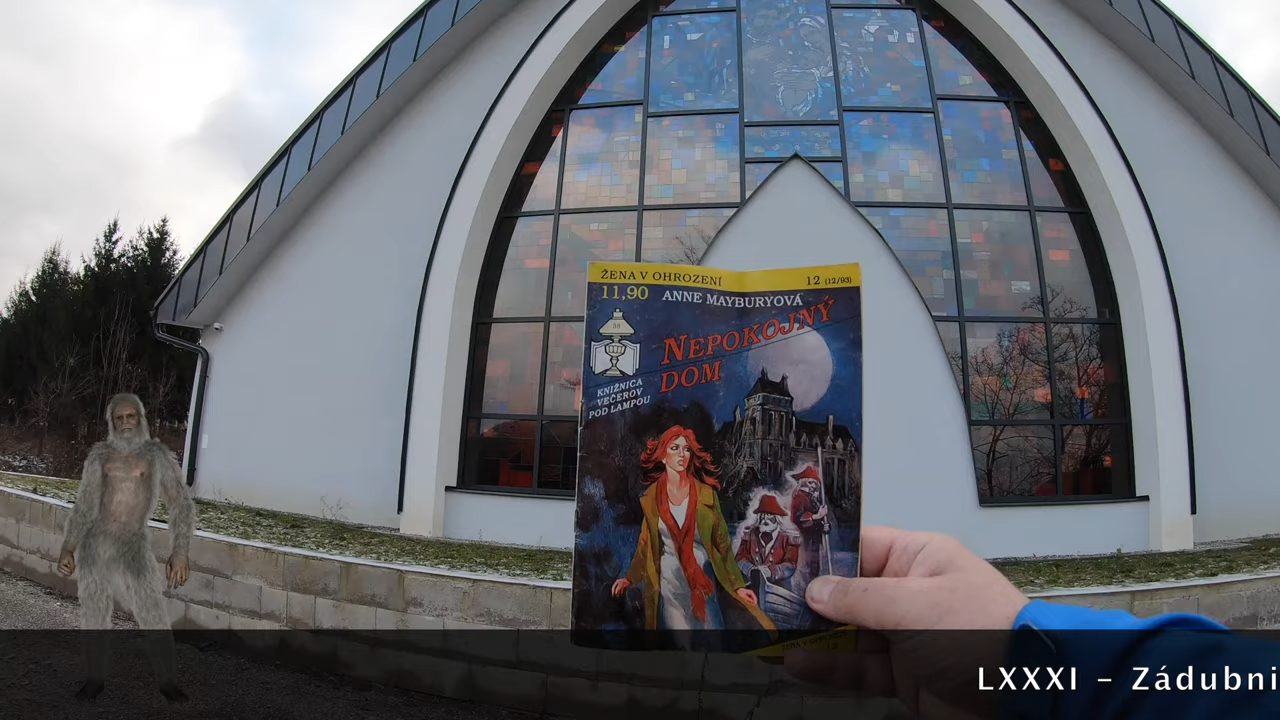 ŽENA V OHROZENÍ 12 (12/93)
11,90 ANNE MAYBURYOVÁ
NEPOKOJNÝ
DOM
KNIŽNICA
VEČEROV
POD LAMPOU
LXXXI – Zádubni